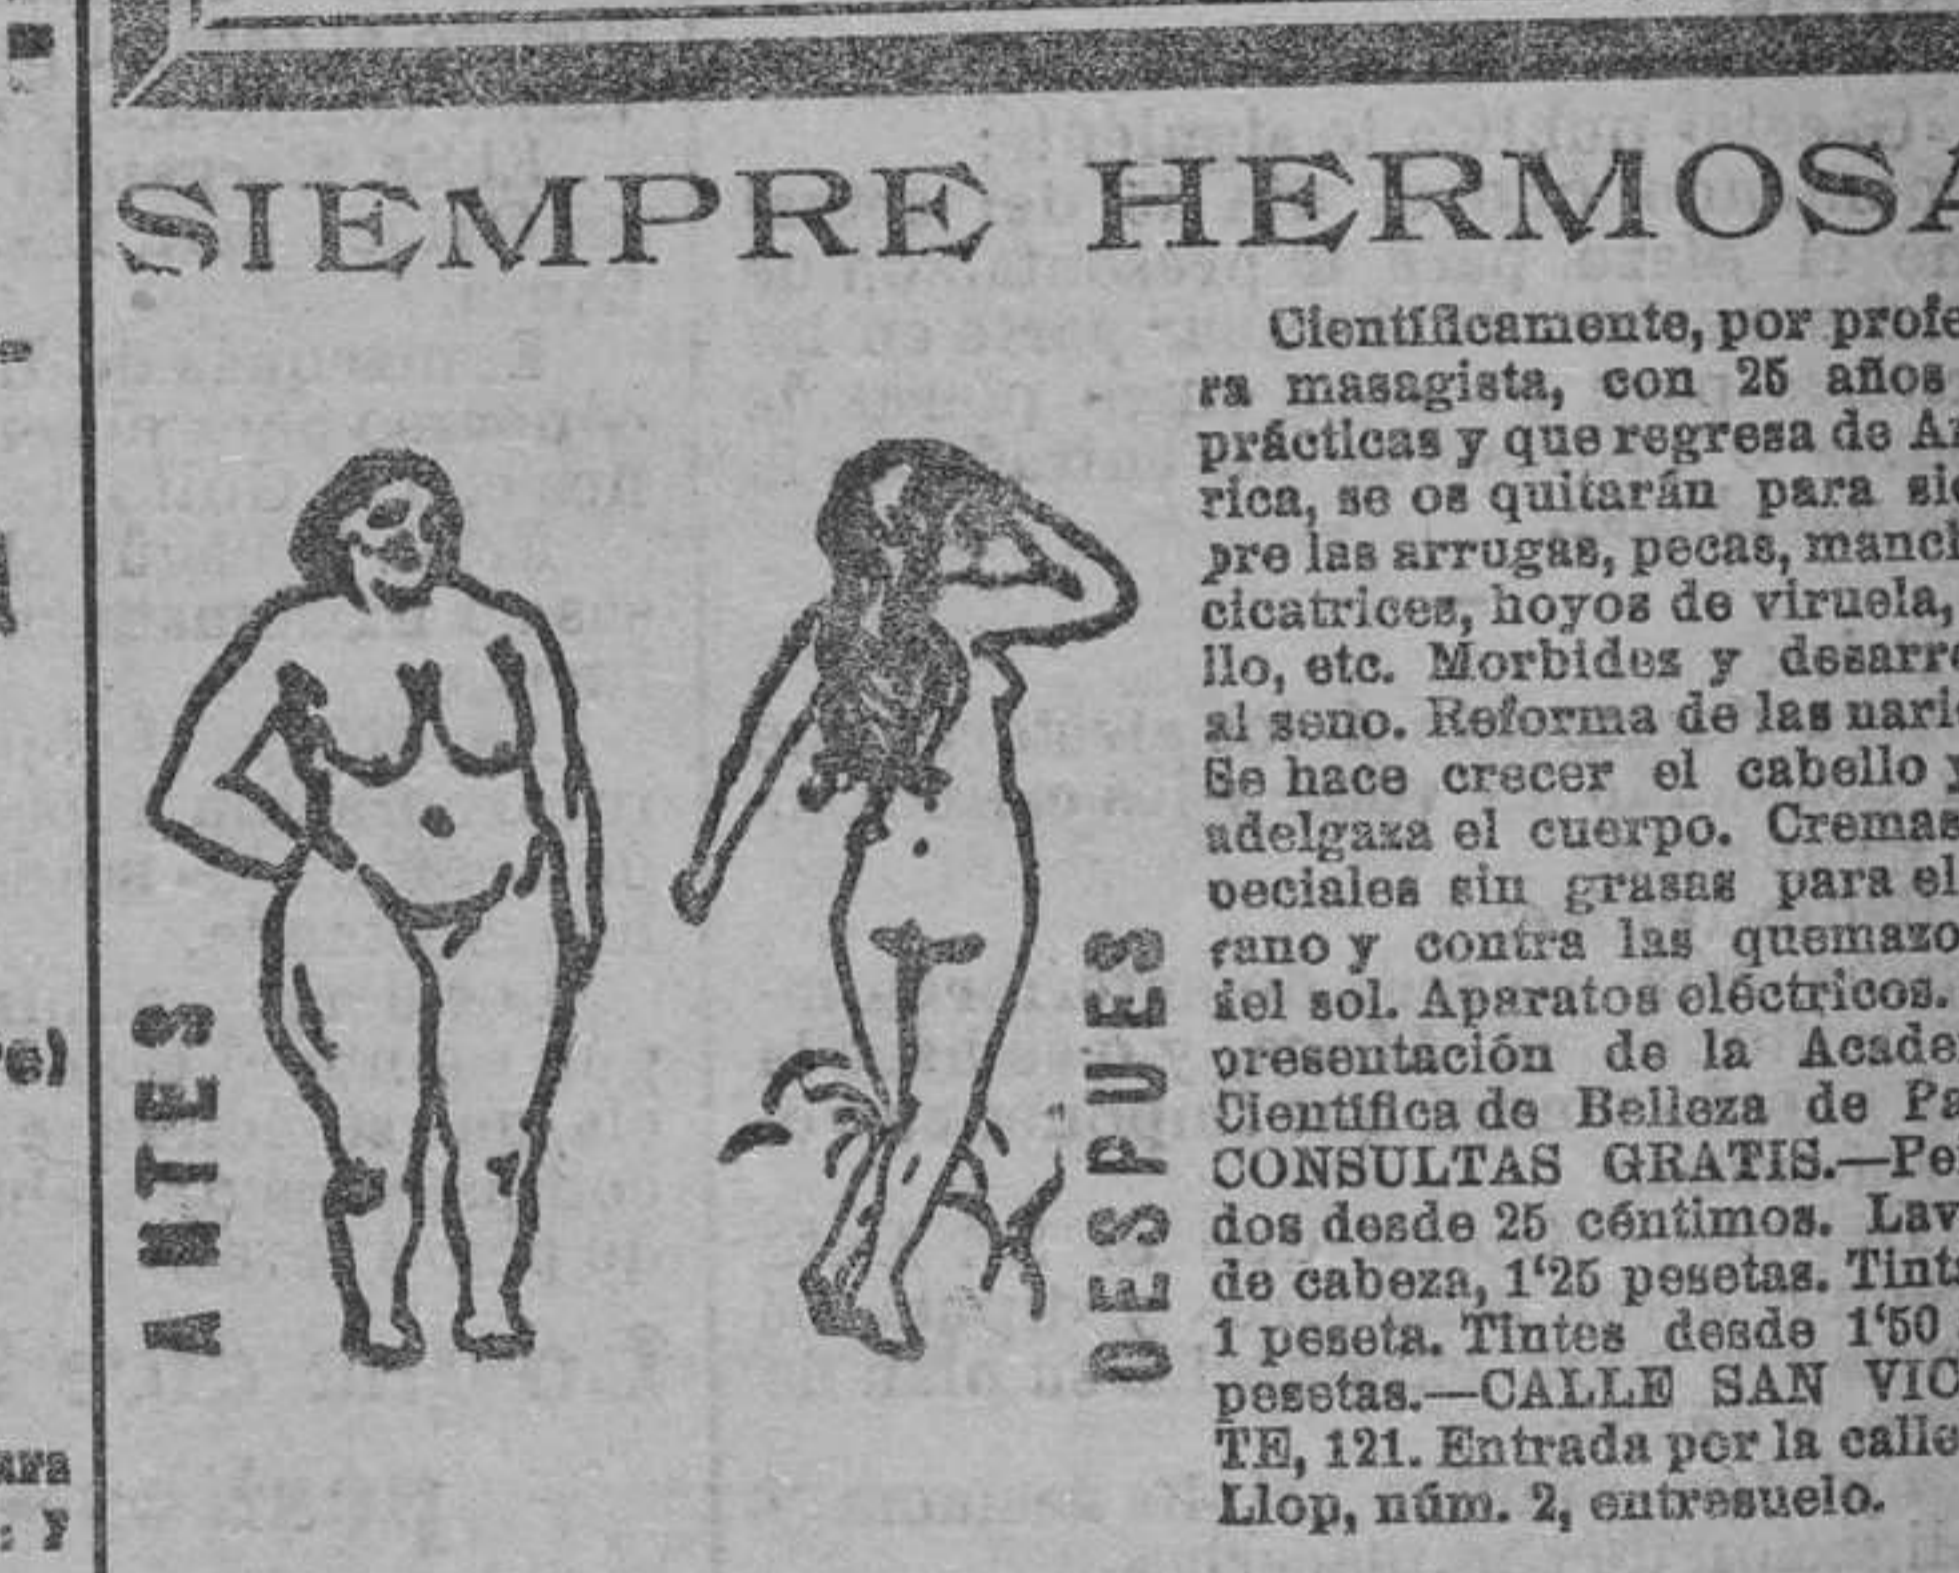 SIEMPRE HERMOSA
ANTES
DESPUES
Científicamente, por profe
ra masagista, con 25 años
prácticas y que regresa de
rica, se os quitarán para sie
pre las arrugas, pecas, manch
cicatrices, hoyos de viruela,
llo, etc. Morbides y desarro
al seno. Reforma de las nari
Se hace crecer el cabello y
adelgaza el cuerpo. Cremas
peciales sin grasas para el
rano y contra las quemazo
del sol. Aparatos eléctricos.
presentación de la Acade
Científica de Belleza de Pa
CONSULTAS GRATIS.—Pe
dos desde 25 céntimos. Lav
de cabeza, 1‘25 pesetas. Tint
1 peseta. Tintes desde 1‘50
pesetas.—CALLE SAN VIC
TE, 121. Entrada por la calle
Llop, núm. 2, entresuelo.